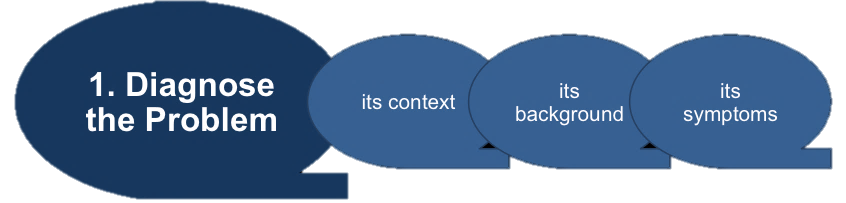 1. Diagnose
the Problem
its context
its
background
its
symptoms